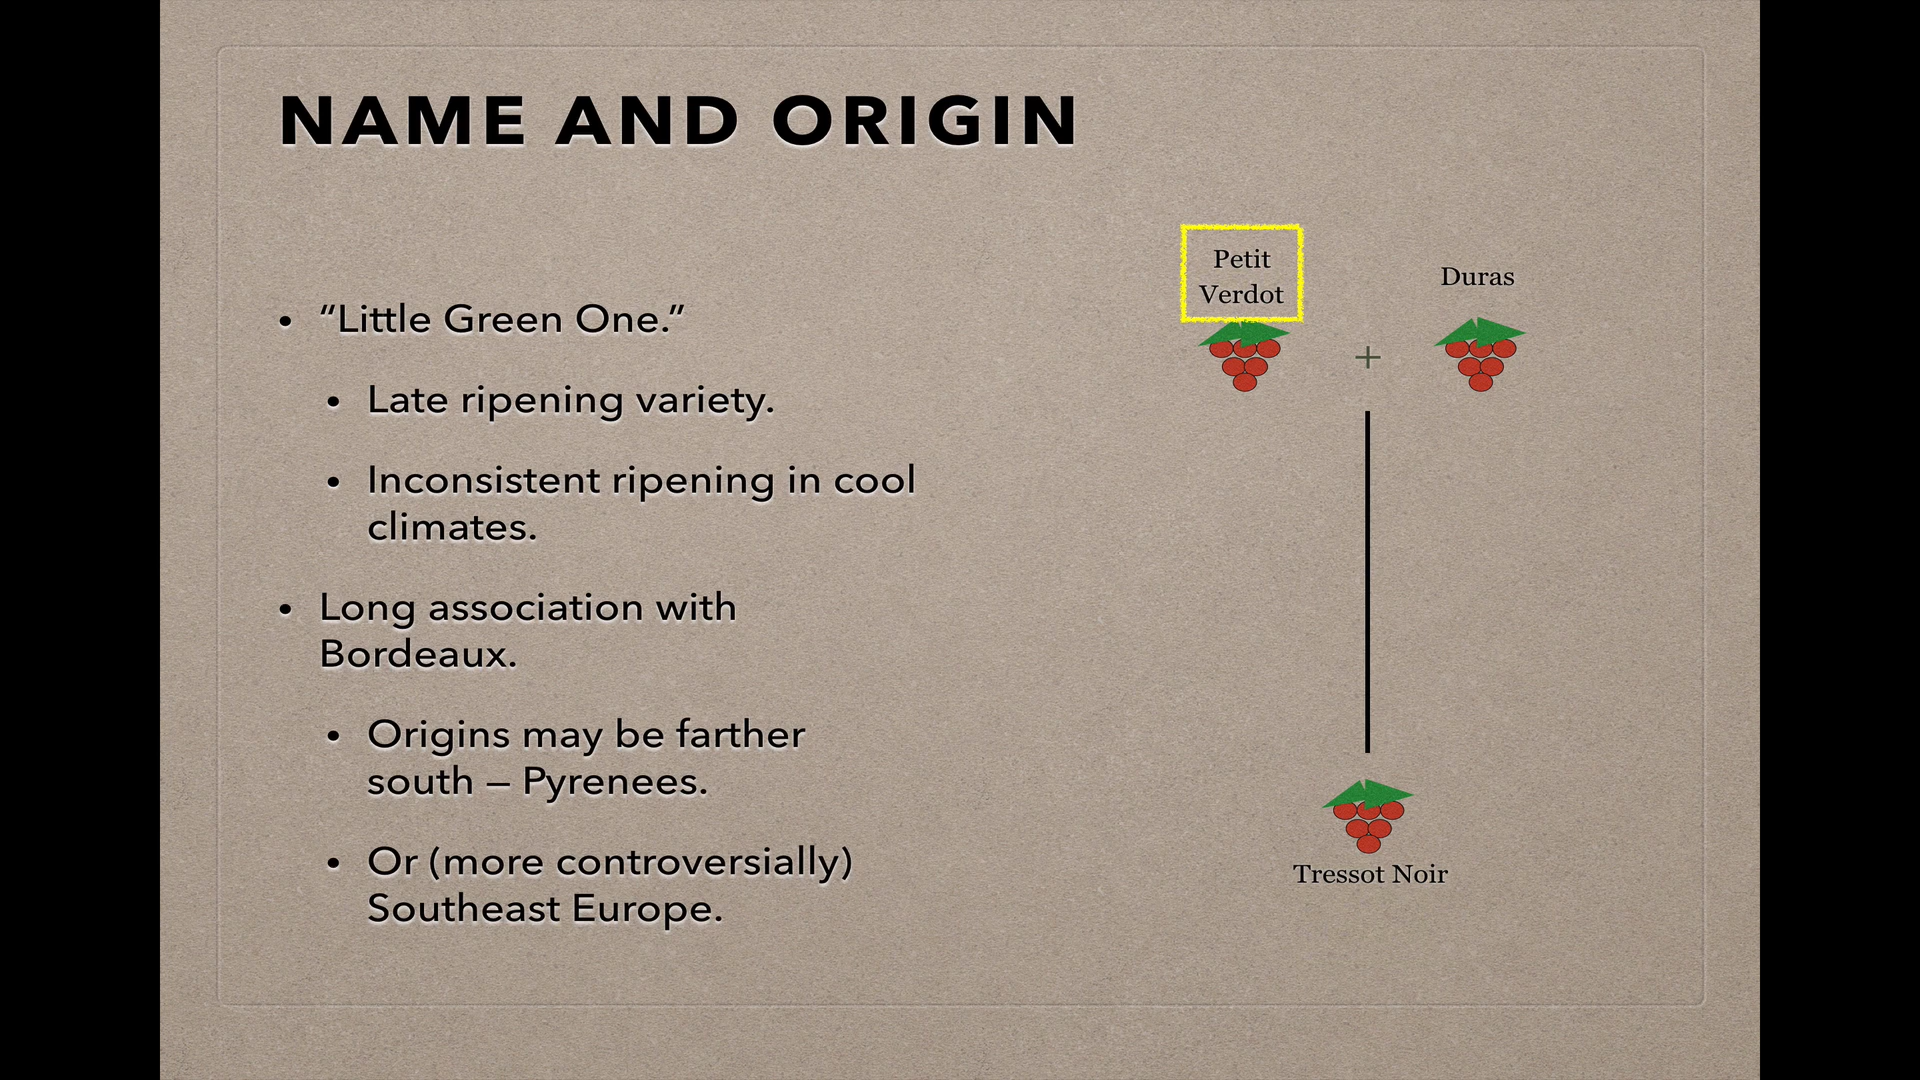 NAME AND ORIGIN
• “Little Green One.”
• Late ripening variety.
• Inconsistent ripening in cool
climates.
• Long association with
Bordeaux.
• Origins may be farther
south – Pyrenees.
• Or (more controversially)
Southeast Europe.
Petit
Verdot
+
Duras
Tressot Noir